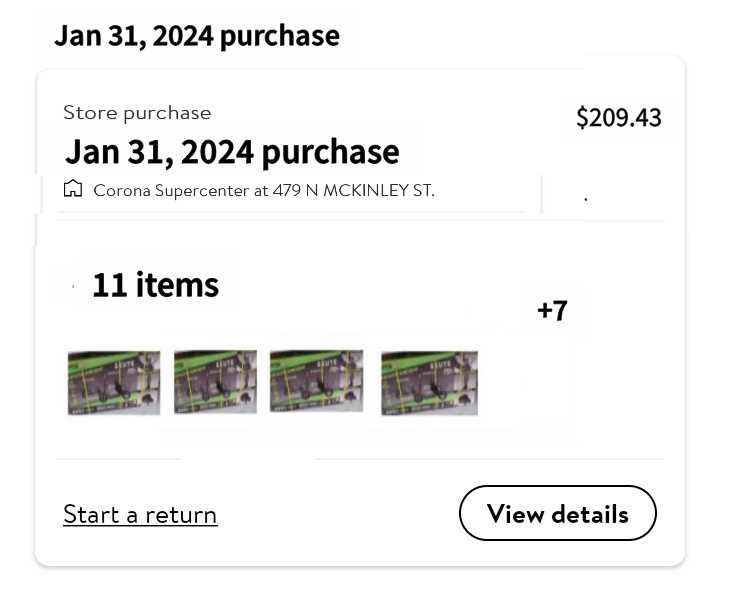 Jan 31, 2024 purchase
Store purchase
$209.43
Jan 31, 2024 purchase
Corona Supercenter at 479 N MCKINLEY ST.
11 items
+7
Start a return
View details